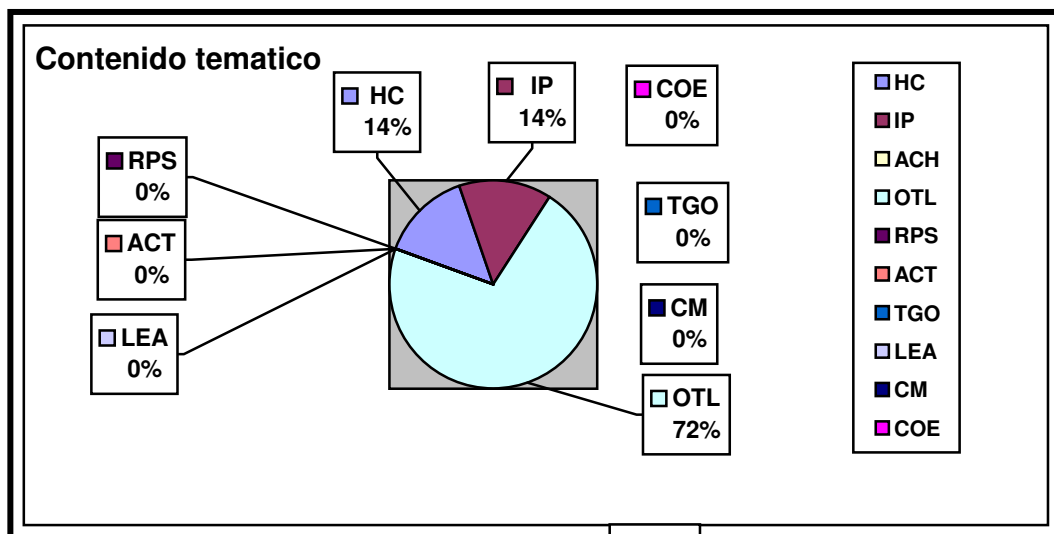 Contenido tematico
HC
14%
IP
14%
COE
0%
RPS
0%
ACT
0%
LEA
0%
TGO
0%
CM
0%
OTL
72%
HC
IP
ACH
OTL
RPS
ACT
TGO
LEA
CM
COE